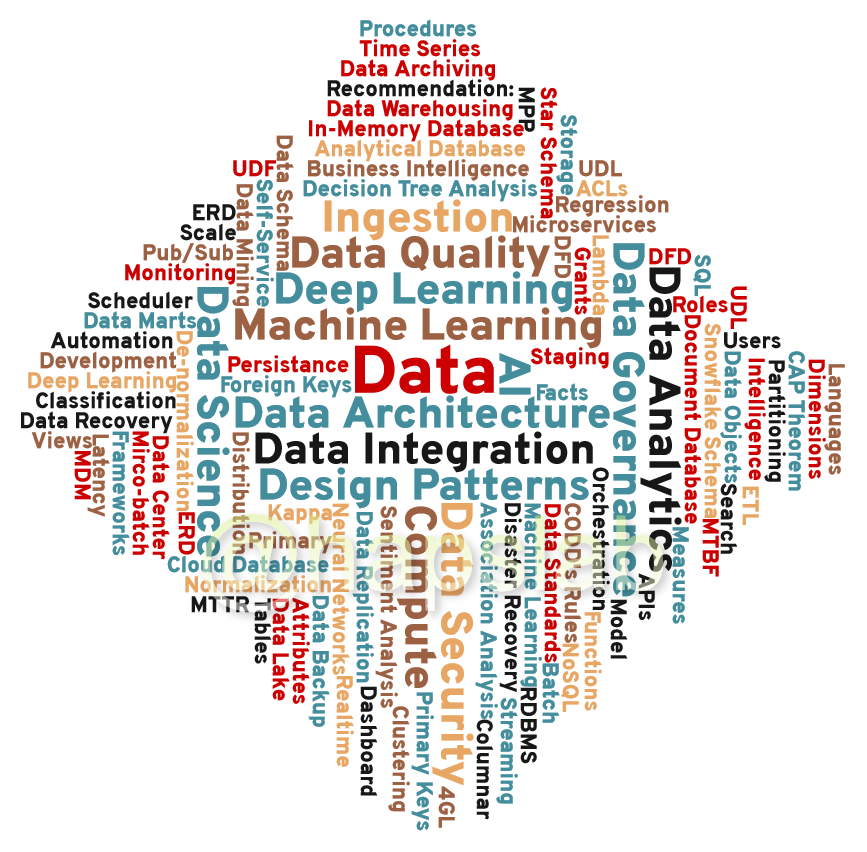 Procedures
Time Series
Data Archiving
Recommendation:
MPP
Star Schema
Data Warehousing
Storage
In-Memory Database
Analytical Database
Data Schema
UDF
Business Intelligence
UDL
Self-Service
Data Mining
Decision Tree Analysis
ACLs
Regression
ERD
Ingestion
Microservices
Scale
Data Quality
DFD
Grants
Lambda
Data Governance
DFD
SQL
Pub/Sub
Monitoring
Data Analytics
Deep Learning
Scheduler
Data Science
UDL
Roles
Data Marts
Machine Learning
Document Database
Snowflake Schema
Automation
De-normalization
Users
Development
Persistance
Data
AI
Staging
Data Objects
Intelligence
Partitioning
CAP Theorem
Dimensions
Languages
Deep Learning
Foreign Keys
Facts
Classification
Data Architecture
Data Recovery
Views
Latency
Frameworks
Mirco-batch
Data Center
Distribution
Data Integration
MDM
Design Patterns
Orchestration
Search
ETL
ERD
Kappa
Neural Networks
Data Replication
Sentiment Analysis
Compute
Data Security
Association Analysis
Disaster Recovery
Machine Learning
Data Standards
CODD's Rules
MTBF
Measures
Primary
@hapslab
Cloud Database
Normalization
APIs
MTTR
Tables
Data Lake
Attributes
Data Backup
Model
Functions
NoSQL
Batch
Realtime
Dashboard
Clustering
Primary Keys
4GL
Columnar
Streaming
RDBMS